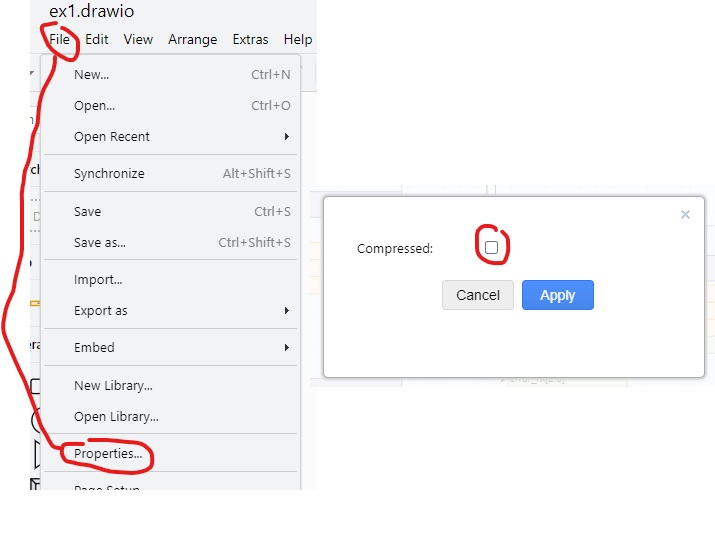 ex1.drawio
File Edit View Arrange Extras Help
New... Ctrl+N
Open... Ctrl+O
Open Recent
Synchronize Alt+Shift+S
Save Ctrl+S
Save as... Ctrl+Shift+S
Import...
Export as
Embed
New Library...
Open Library...
Properties...
Page Setup
Compressed:
Cancel Apply